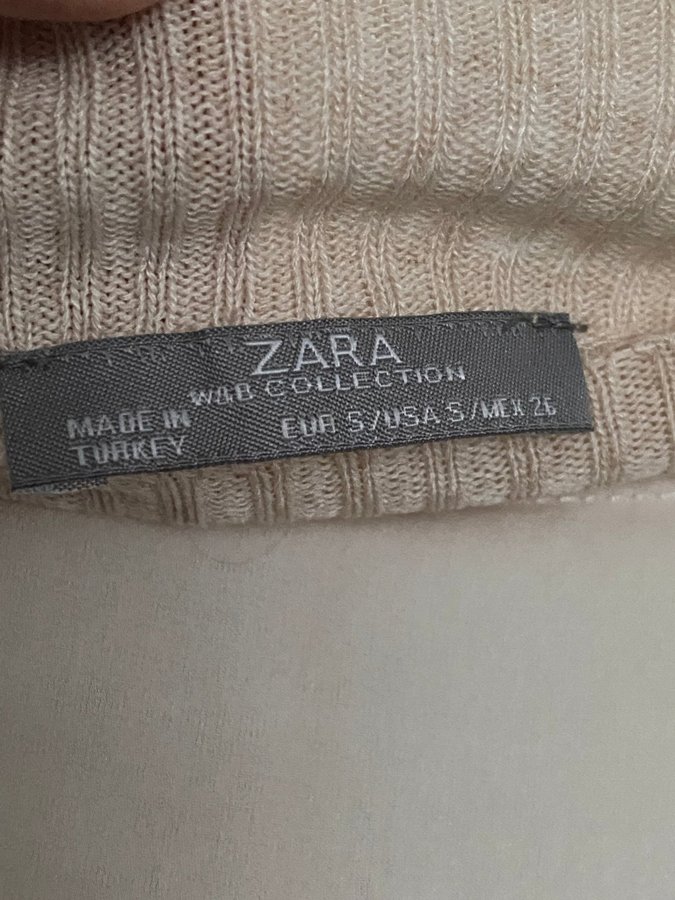 ZARA
W&B COLLECTION
MADE IN
TURKEY
EUR S/USA S/MEX 26